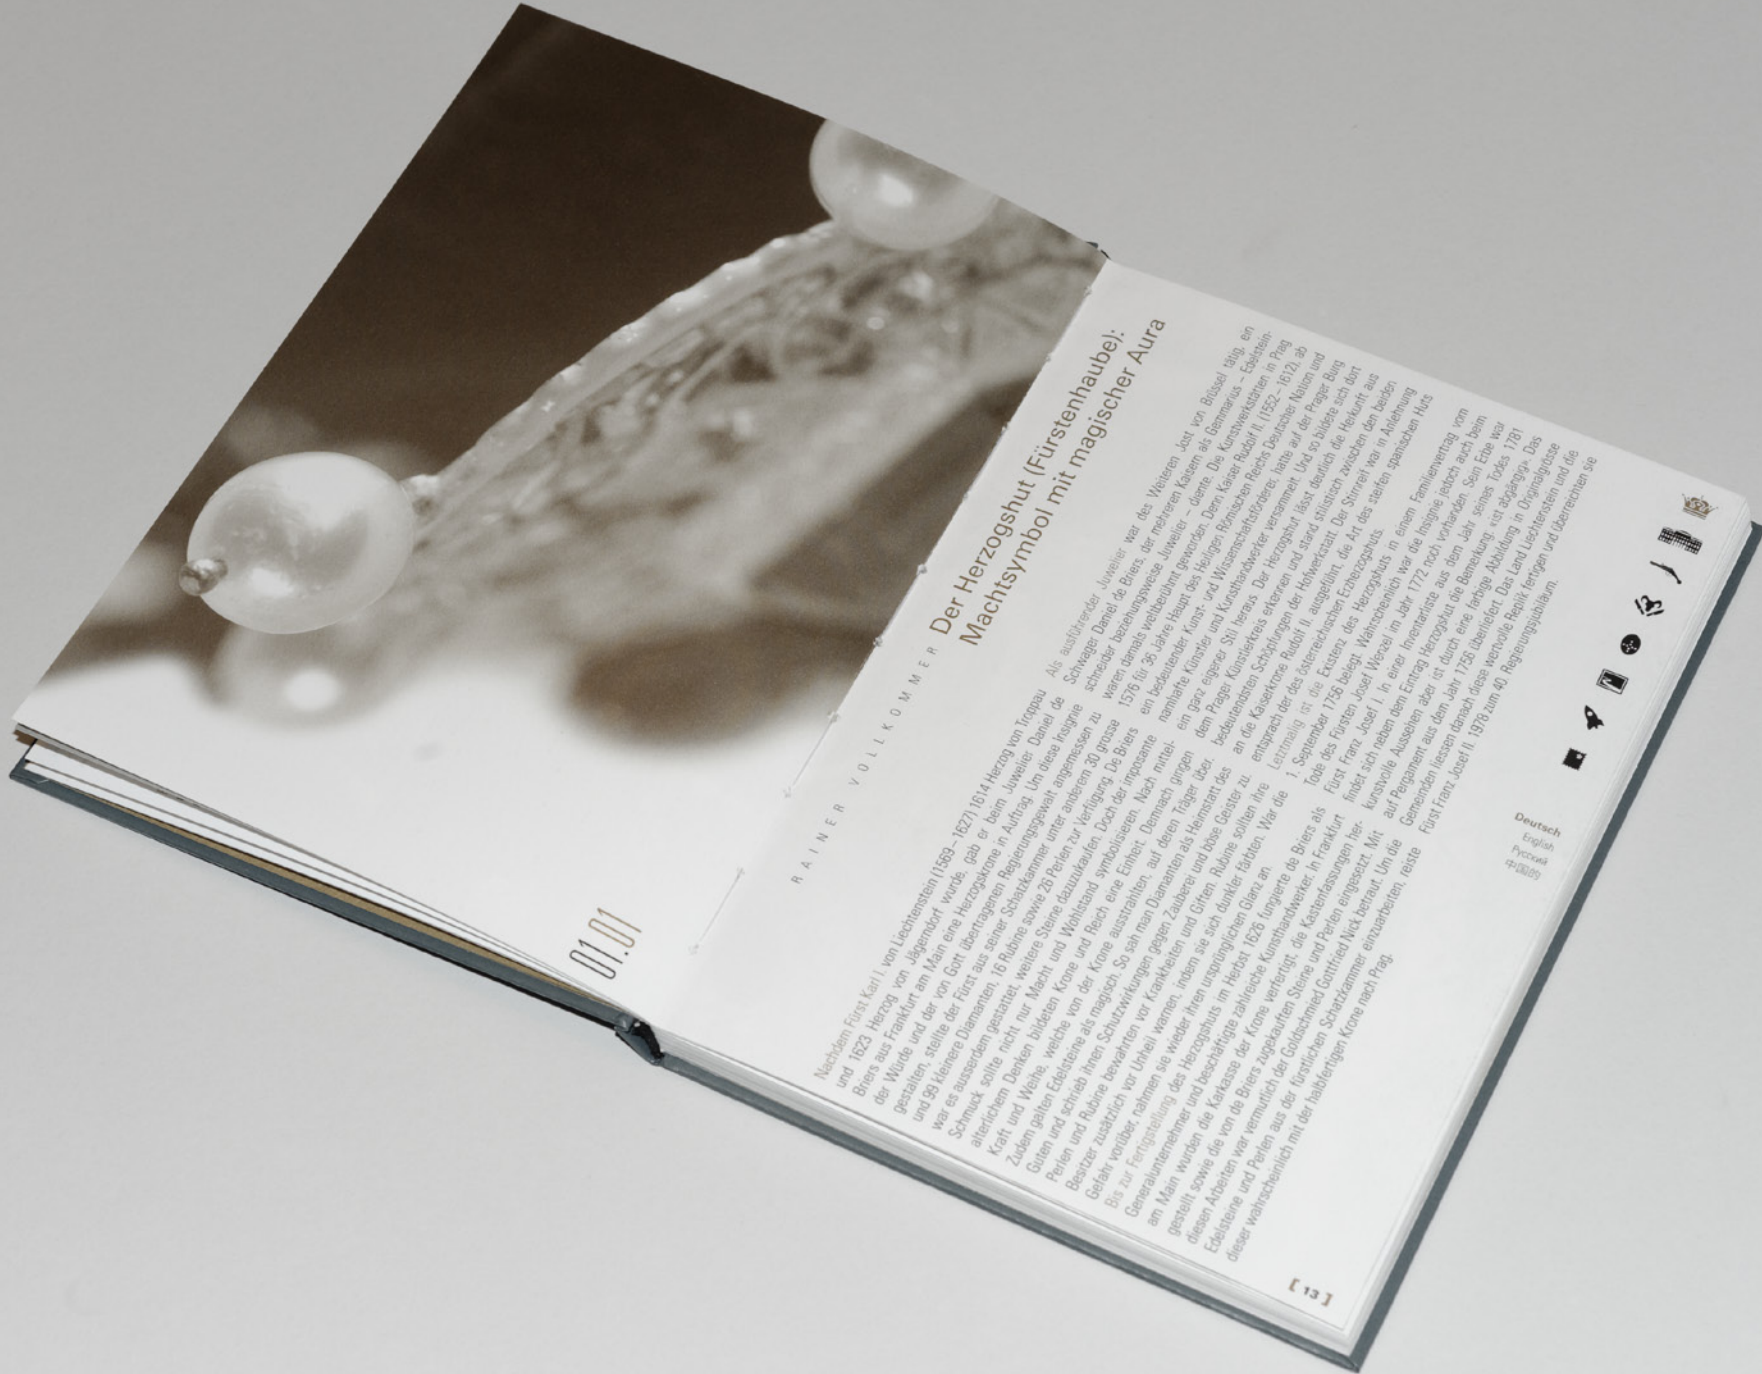 01.01
RAINER VOLLKOMMER
Der Herzogshut (Fürstenhaube):
Machtsymbol mit magischer Aura
Nachdem Fürst Karl I. von Liechtenstein (1569–1627) 1614 Herzog von Troppau
und 1623 Herzog von Jägerndorf wurde, gab er beim Juwelier Daniel de
Briers aus Frankfurt am Main eine Herzogskrone in Auftrag. Um diese Insignie
der Würde und der von Gott übertragenen Regierungsgewalt angemessen zu
gestalten, stellte der Fürst aus seiner Schatzkammer unter anderem 30 grosse
und 99 kleinere Diamanten, 16 Rubine sowie 26 Perlen zur Verfügung. De Briers
war es ausserdem gestattet, weitere Steine dazuzukaufen. Doch der imposante
Schmuck sollte nicht nur Macht und Wohlstand symbolisieren. Nach mittel-
alterlichem Denken bildeten Krone und Reich eine Einheit. Demnach gingen
Kraft und Weihe, welche von der Krone ausstrahlten, auf deren Träger über.
Zudem galten Edelsteine als magisch. So sah man Diamanten als Heimstatt des
Guten und schrieb ihren Schutzwirkungen gegen Zauberei und böse Geister zu.
Perlen und Rubine bewahrten vor Krankheiten und Giften. Rubine sollten ihre
Besitzer zusätzlich vor Unheil warnen, indem sie sich dunkler färbten. War die
Gefahr vorüber, nahmen sie wieder ihren ursprünglichen Glanz an.
Bis zur Fertigstellung des Herzogshuts im Herbst 1626 fungierte de Briers als
Generalunternehmer und beschäftigte zahlreiche Kunsthandwerker. In Frankfurt
am Main wurden die Karkasse der Krone verfertigt, die Kastenfassungen her-
gestellt sowie die von de Briers zugekauften Steine und Perlen eingesetzt. Mit
diesen Arbeiten war vermutlich der Goldschmied Gottfried Nick betraut. Um die
Edelsteine und Perlen aus der fürstlichen Schatzkammer einzuarbeiten, reiste
dieser wahrscheinlich mit der halbfertigen Krone nach Prag.
Als ausführender Juwelier war des Weiteren Jost von Brüssel tätig, ein
Schwager Daniel de Briers, der mehreren Kaisern als Gemmarius – Edelstein-
schneider beziehungsweise Juwelier – diente. Die Kunstwerkstätten in Prag
waren damals weltberühmt geworden. Denn Kaiser Rudolf II. (1552–1612), ab
1576 für 36 Jahre Haupt des Heiligen Römischen Reichs Deutscher Nation und
ein bedeutender Kunst- und Wissenschaftsförderer, hatte auf der Prager Burg
namhafte Künstler und Kunsthandwerker versammelt. Und so bildete sich dort
ein ganz eigener Stil heraus. Der Herzogshut lässt deutlich die Herkunft aus
dem Prager Künstlerkreis erkennen und stand stilistisch zwischen den beiden
bedeutendsten Schöpfungen der Hofwerkstatt. Der Stirnreif war in Anlehnung
an die Kaiserkrone Rudolf II. ausgeführt, die Art des steifen spanischen Huts
entsprach der des österreichischen Erzherzogshuts.
Letztmalig ist die Existenz des Herzogshuts in einem Familienvertrag vom
1. September 1756 belegt. Wahrscheinlich war die Insignie jedoch auch beim
Tode des Fürsten Josef Wenzel im Jahr 1772 noch vorhanden. Sein Erbe war
Fürst Franz Josef I. In einer Inventarliste aus dem Jahr seines Todes 1781
findet sich neben dem Eintrag Herzogshut die Bemerkung: «ist abgängig». Das
kunstvolle Aussehen aber ist durch eine farbige Abbildung in Originalgrösse
auf Pergament aus dem Jahr 1756 überliefert. Das Land Liechtenstein und die
Gemeinden liessen danach diese wertvolle Replik fertigen und überreichten sie
Fürst Franz Josef II. 1978 zum 40. Regierungsjubiläum.
Deutsch
English
Русский
中国的
[ 13 ]